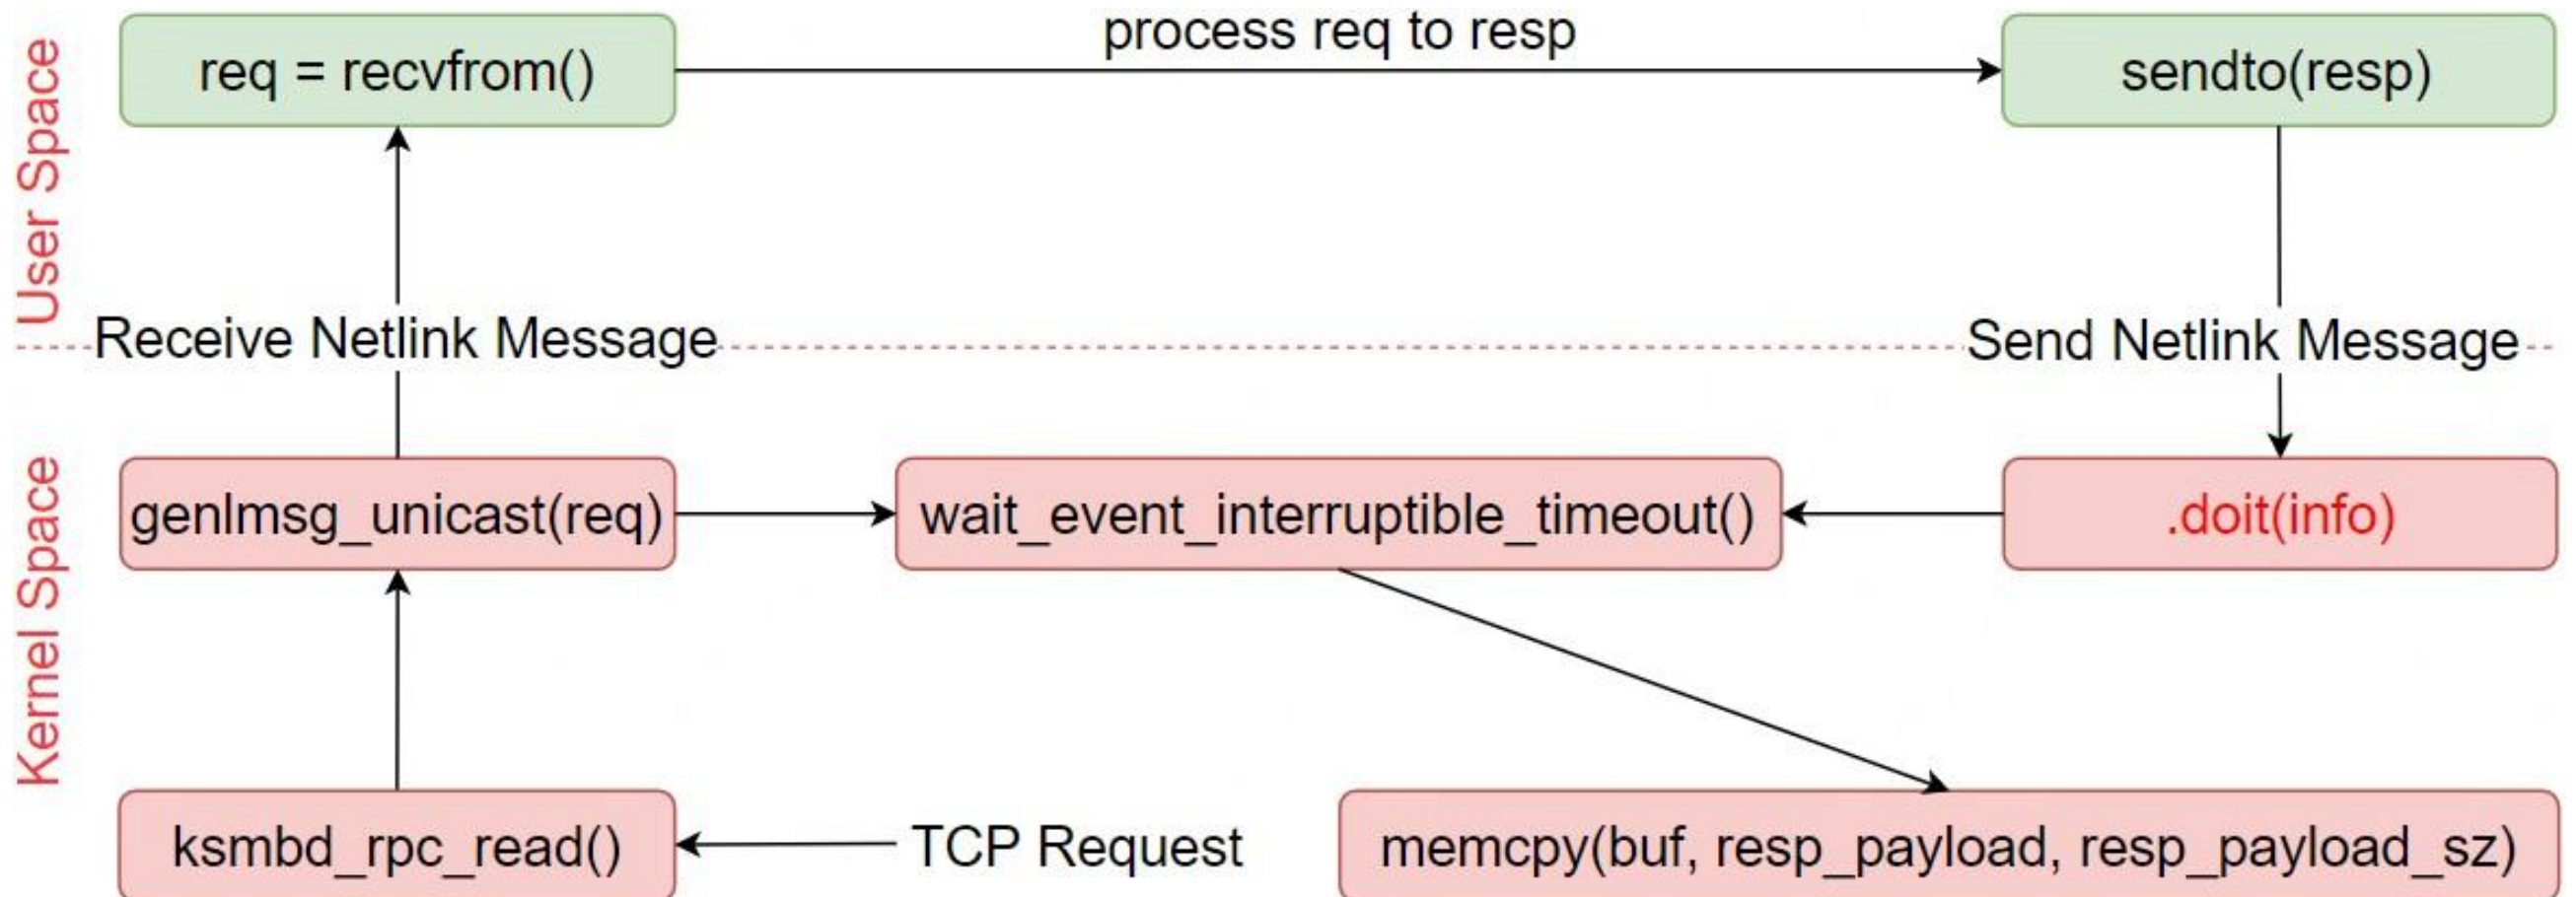 process req to resp
req = recvfrom()
sendto(resp)
User Space
Receive Netlink Message
Send Netlink Message
Kernel Space
genlmsg_unicast(req)
wait_event_interruptible_timeout()
.doit(info)
ksmbd_rpc_read()
TCP Request
memcpy(buf, resp_payload, resp_payload_sz)